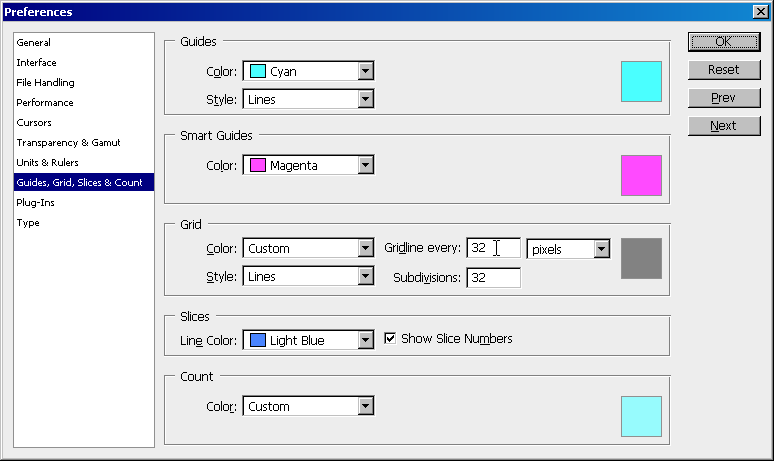 Preferences
General
Interface
File Handling
Performance
Cursors
Transparency & Gamut
Units & Rulers
Guides, Grid, Slices & Count
Plug-Ins
Type
Guides
Color: Cyan
Style: Lines
Smart Guides
Color: Magenta
Grid
Color: Custom Gridline every: 32 pixels
Style: Lines Subdivisions: 32
Slices
Line Color: Light Blue Show Slice Numbers
Count
Color: Custom
OK
Reset
Prev
Next